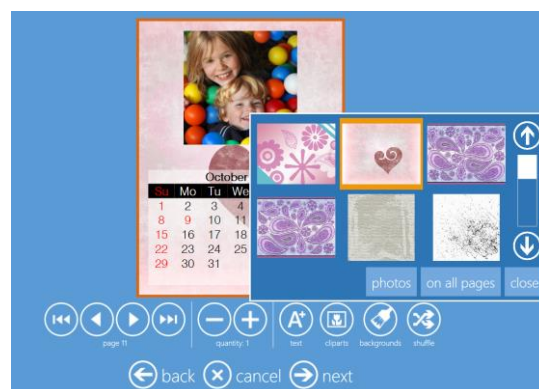 October
Su Mo Tu We
1 2 3 4
8 9 10 11
15 16 17 18
22 23 24 25
29 30 31
photos on all pages close
A+
page 11 quantity: 1 text cliparts backgrounds shuffle
back cancel next